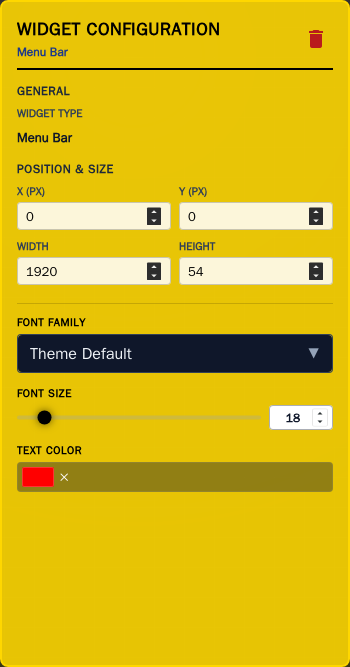 WIDGET CONFIGURATION
Menu Bar
GENERAL
WIDGET TYPE
Menu Bar
POSITION & SIZE
X (PX) Y (PX)
0 0
WIDTH HEIGHT
1920 54
FONT FAMILY
Theme Default
FONT SIZE
18
TEXT COLOR
×